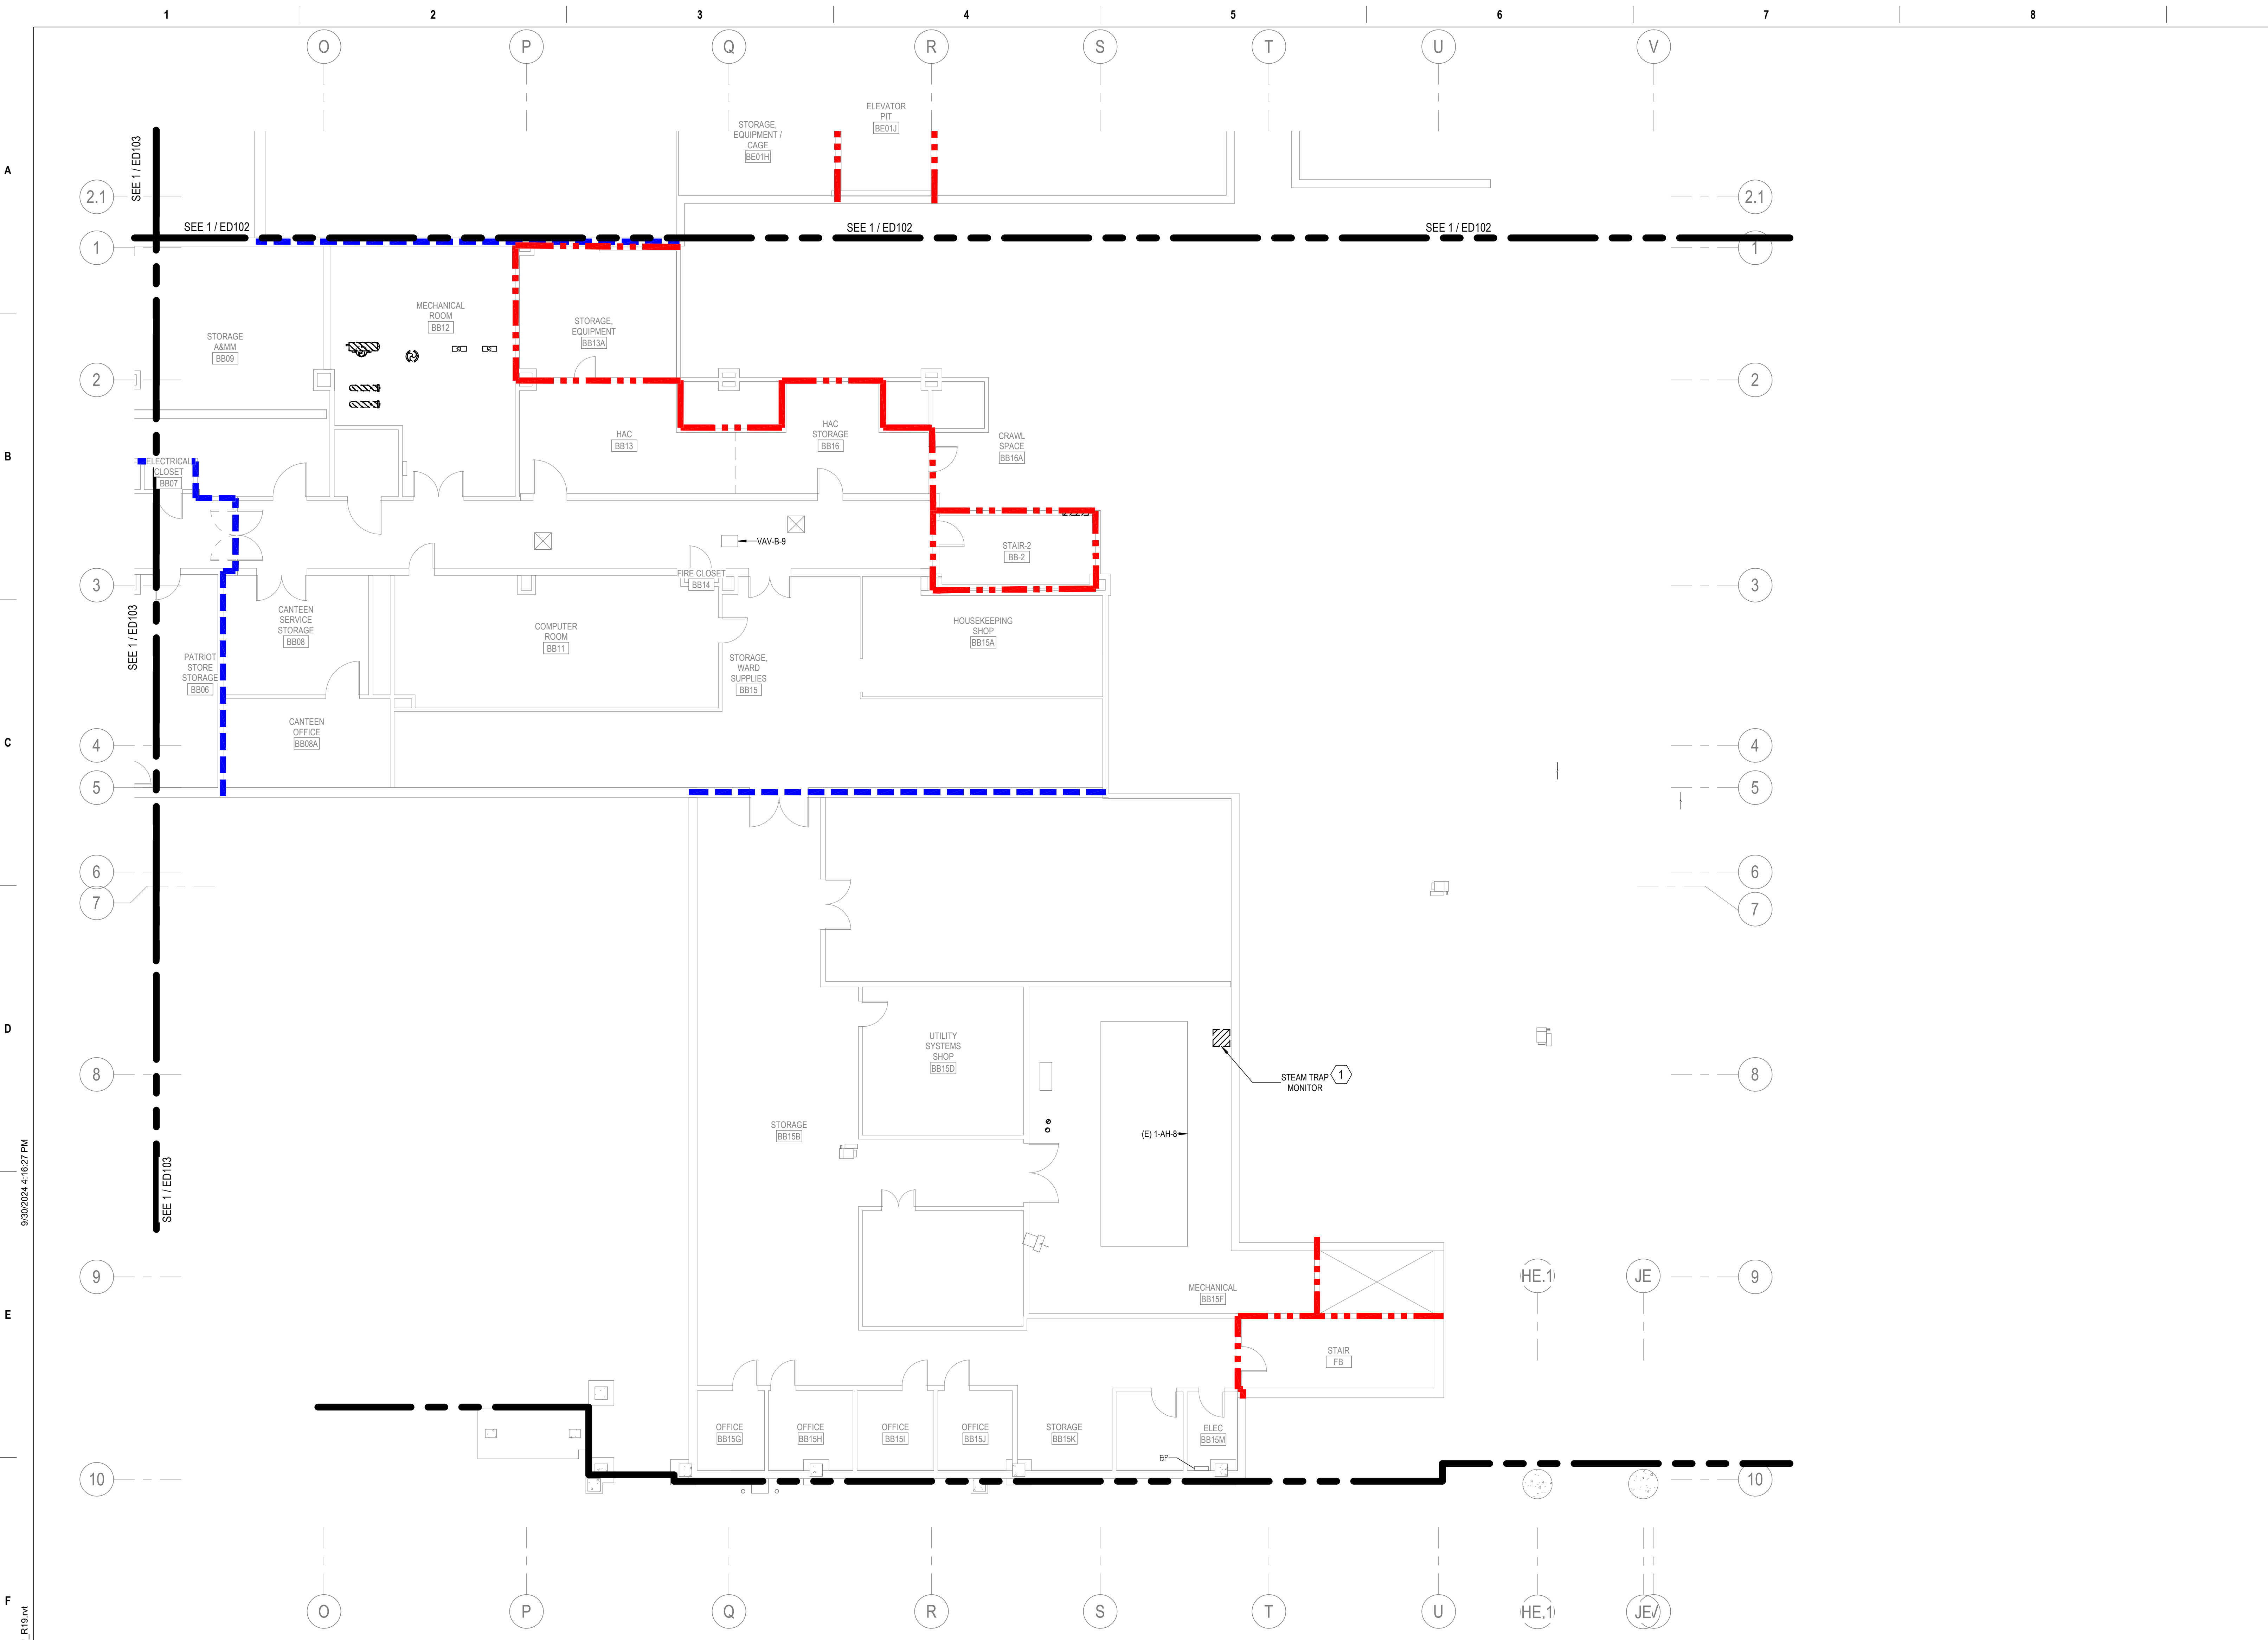 1 2 3 4 5 6 7 8
O P Q R S T U V
A
B
C
D
E
F
SEE 1 / ED103
ELEVATOR
PIT
BE01J
STORAGE,
EQUIPMENT /
CAGE
BE01H
2.1
2.1
SEE 1 / ED102
SEE 1 / ED102
SEE 1 / ED102
1
1
MECHANICAL
ROOM
BB12
STORAGE,
EQUIPMENT
BB13A
STORAGE
A&MM
BB09
2
2
HAC
BB13
HAC
STORAGE
BB16
CRAWL
SPACE
BB16A
ELECTRICAL
CLOSET
BB07
VAV-B-9
STAIR-2
BB-2
FIRE CLOSET
BB14
3
3
SEE 1 / ED103
CANTEEN
SERVICE
STORAGE
BB08
COMPUTER
ROOM
BB11
HOUSEKEEPING
SHOP
BB15A
PATRIOT
STORE
STORAGE
BB06
STORAGE,
WARD
SUPPLIES
BB15
CANTEEN
OFFICE
BB08A
4
4
5
5
6
6
7
7
UTILITY
SYSTEMS
SHOP
BB15D
8
8
STEAM TRAP
MONITOR
1
STORAGE
BB15B
(E) 1-AH-8
SEE 1 / ED103
9/30/2024 4:16:27 PM
9
HE.1
JE
9
MECHANICAL
BB15F
STAIR
FB
OFFICE
BB15G
OFFICE
BB15H
OFFICE
BB15I
OFFICE
BB15J
STORAGE
BB15K
ELEC
BB15M
BP
10
10
O P Q R S T U HE.1 JE
_R19.rvt